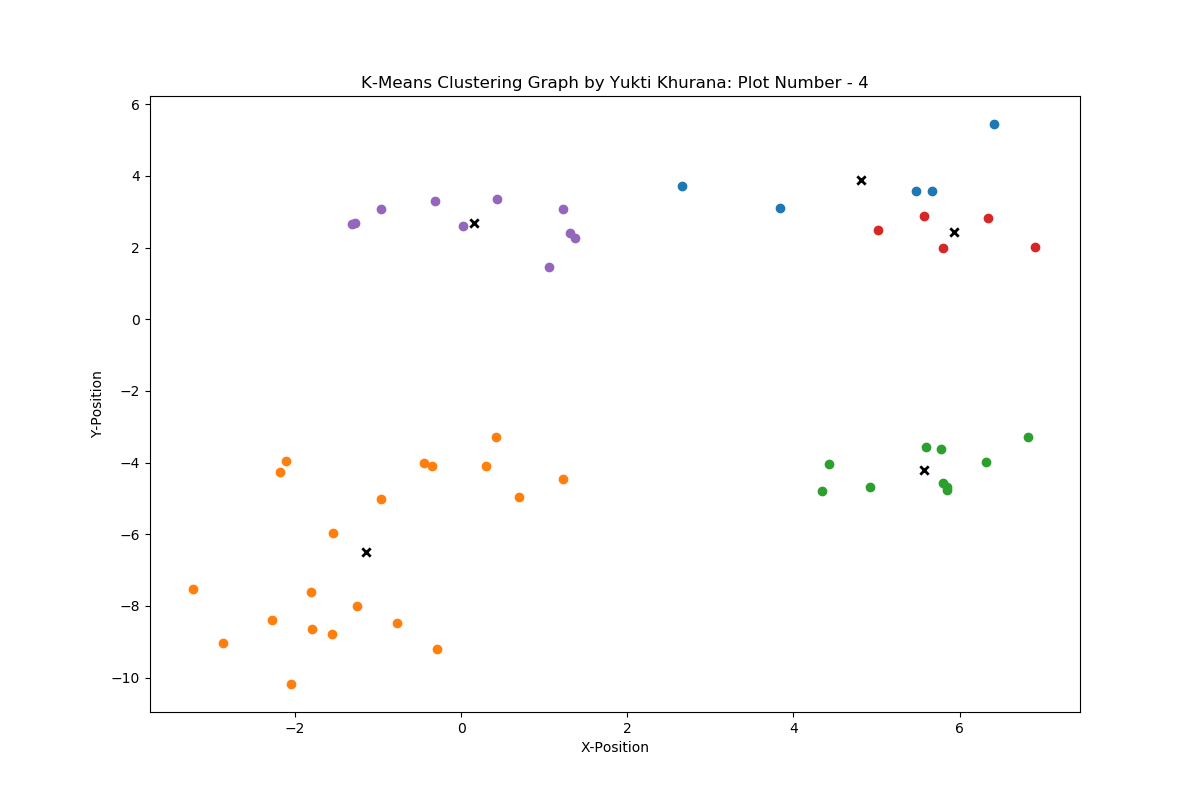 K-Means Clustering Graph by Yukti Khurana: Plot Number - 4
6
4
2
0
−2
−4
−6
−8
−10
Y-Position
−2 0 2 4 6
X-Position